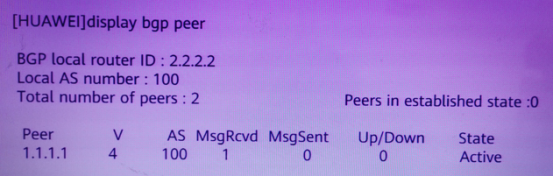 [HUAWEI]display bgp peer
BGP local router ID : 2.2.2.2
Local AS number : 100
Total number of peers : 2 Peers in established state :0
Peer V AS MsgRcvd MsgSent Up/Down State
1.1.1.1 4 100 1 0 0 Active